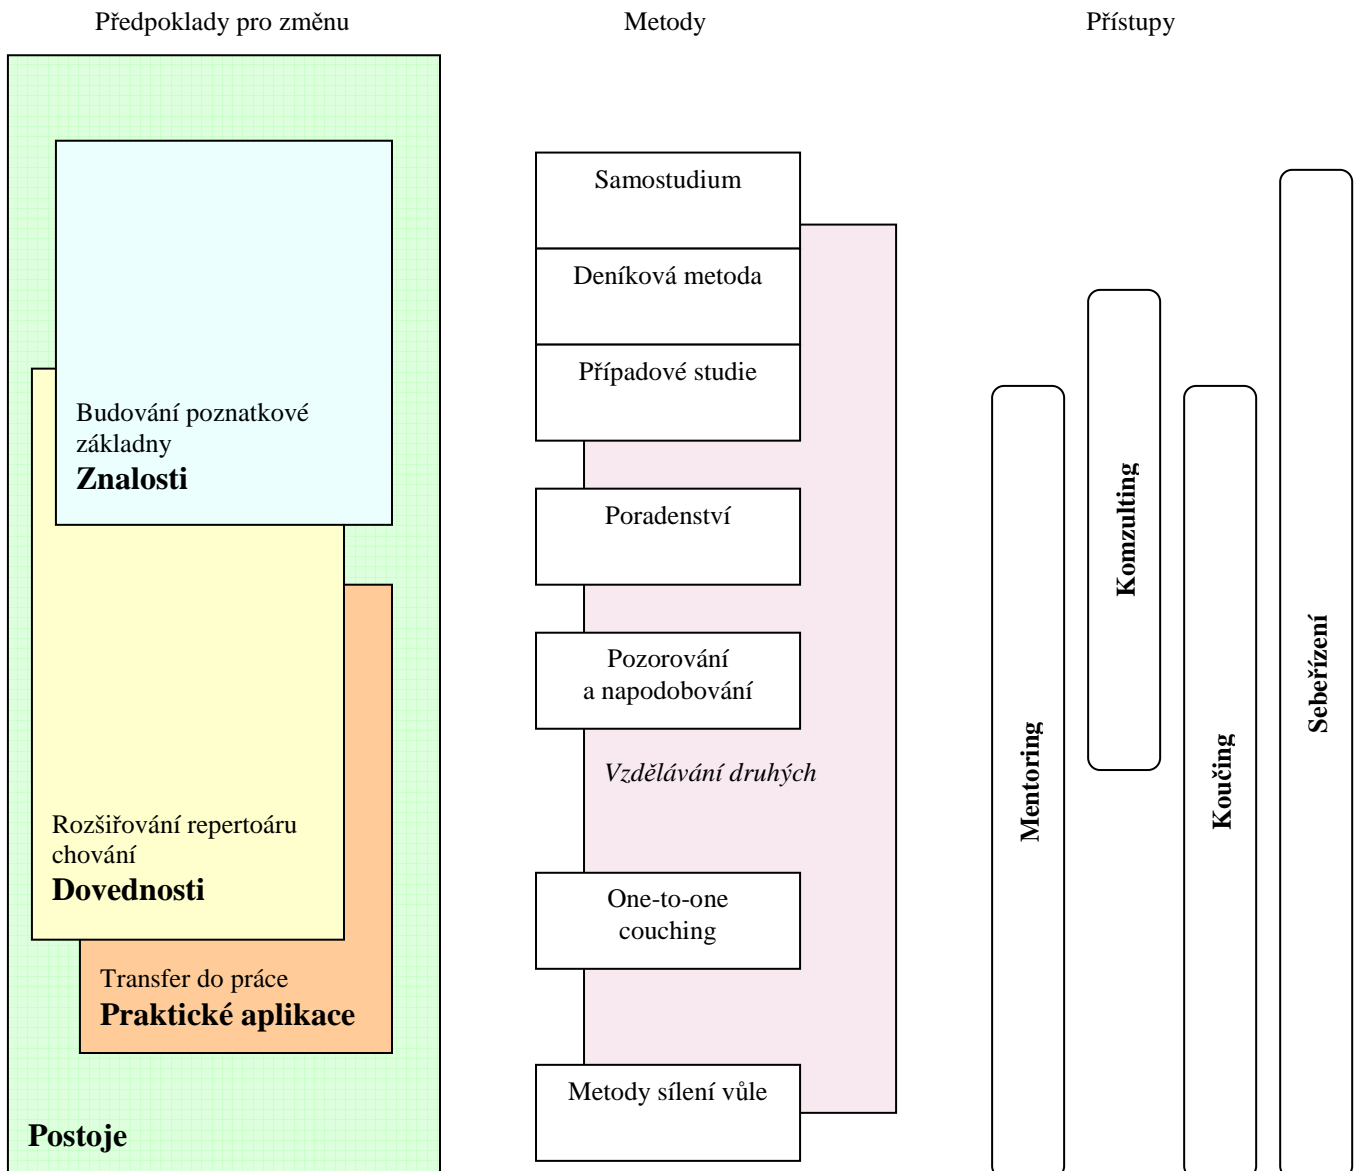 Předpoklady pro změnu
Metody
Přístupy
Budování poznatkové
základny
Znalosti
Rozšiřování repertoáru
chování
Dovednosti
Transfer do práce
Praktické aplikace
Postoje
Samostudium
Deníková metoda
Případové studie
Poradenství
Pozorování
a napodobování
Vzdělávání druhých
One-to-one
couching
Metody sílení vůle
Mentoring
Komzulting
Koučing
Sebeřízení